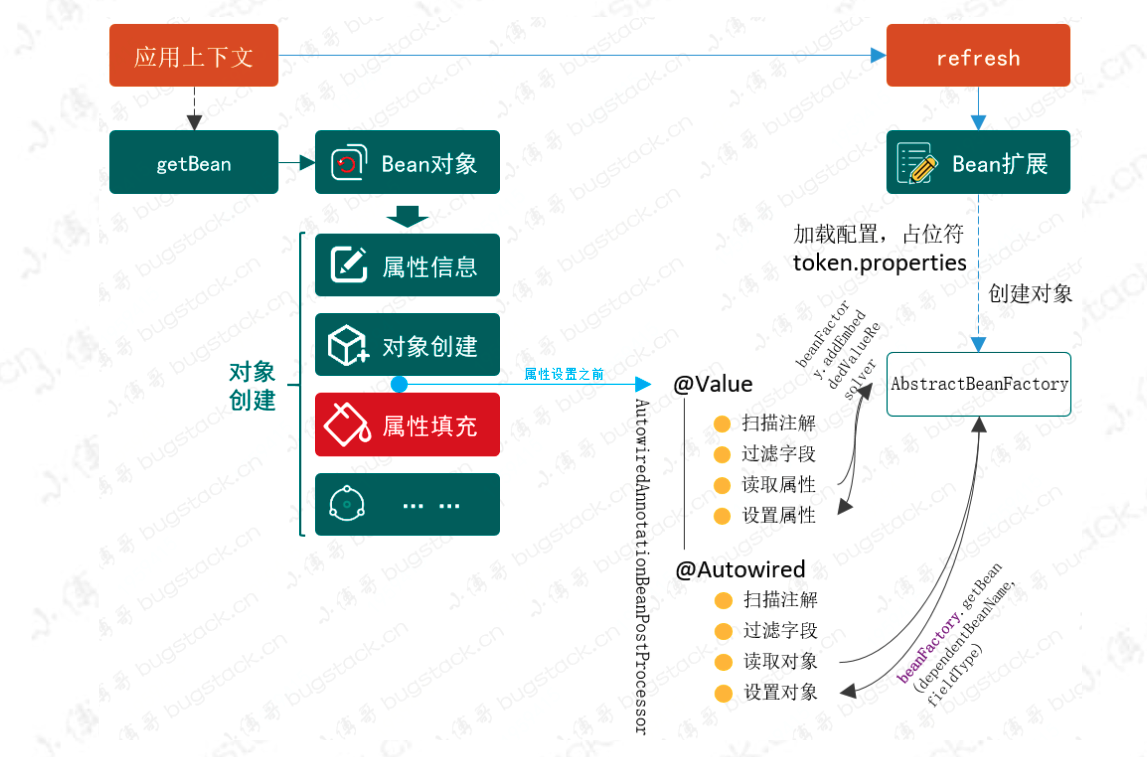 应用上下文
refresh
getBean
Bean对象
Bean扩展
属性信息
对象创建
属性填充
... ...
对象
创建
属性设置之前
AutowiredAnnotationBeanPostProcessor
@Value
扫描注解
过滤字段
读取属性
设置属性
@Autowired
扫描注解
过滤字段
读取对象
设置对象
加载配置，占位符
token.properties
创建对象
beanFactor
y.addEmbed
dedValueRe
solver
AbstractBeanFactory
beanFactory.getBean
(dependentBeanName,
fieldType)
小傅哥 bugstack.cn